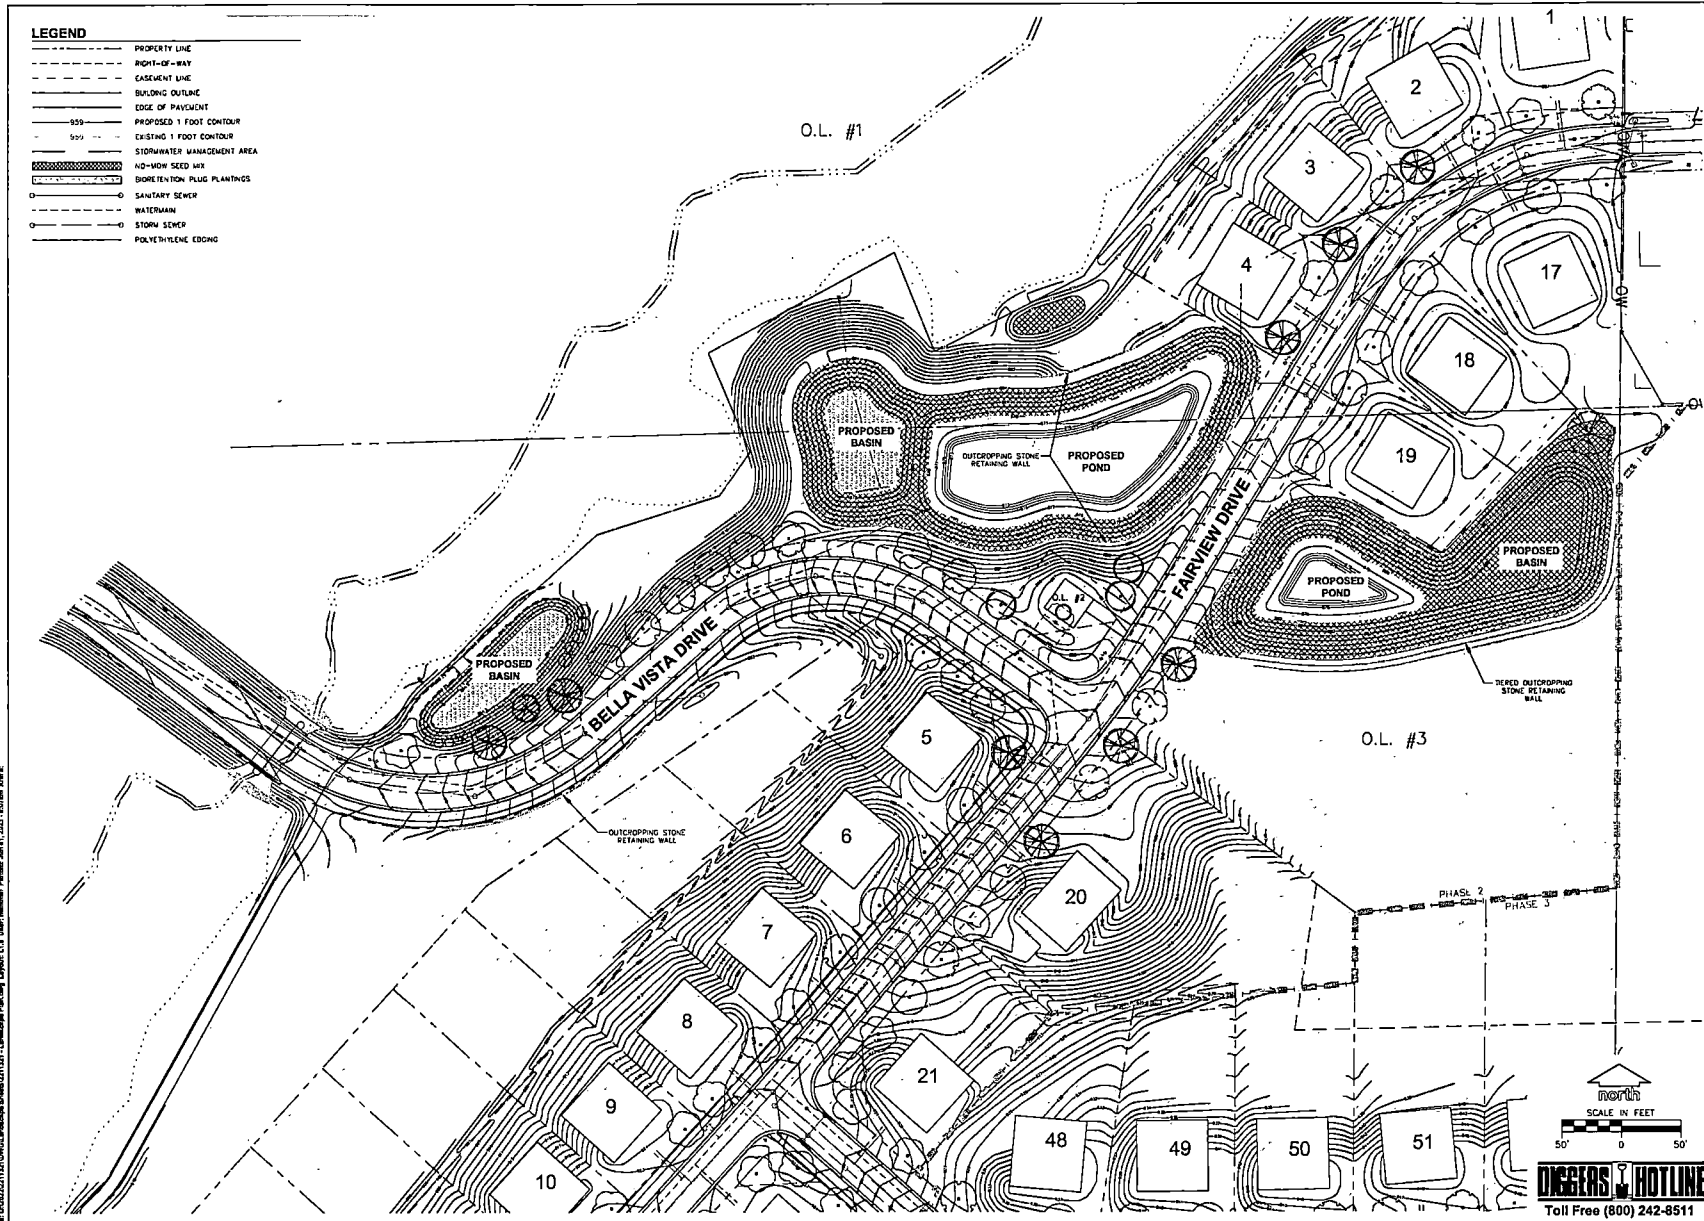 LEGEND
PROPERTY LINE
RIGHT-OF-WAY
EASEMENT LINE
BUILDING OUTLINE
EDGE OF PAVEMENT
959 PROPOSED 1 FOOT CONTOUR
EXISTING 1 FOOT CONTOUR
STORMWATER MANAGEMENT AREA
NO-MOW SEED MIX
BIORETENTION PLUG PLANTINGS
SANITARY SEWER
WATERMAIN
STORM SEWER
POLYETHYLENE EDGING
O.L. #1
1
2
3
4
17
18
19
PROPOSED
BASIN
OUTCROPPING STONE
RETAINING WALL
PROPOSED
POND
FAIRVIEW DRIVE
PROPOSED
BASIN
PROPOSED
POND
O.L. #2
PROPOSED
BASIN
BELLA VISTA DRIVE
TIERED OUTCROPPING
STONE RETAINING
WALL
O.L. #3
5
6
7
8
9
10
OUTCROPPING STONE
RETAINING WALL
20
21
PHASE 2
PHASE 3
48
49
50
51
north
SCALE IN FEET
50' 0 50'
DIGGERS HOTLINE
Toll Free (800) 242-8511